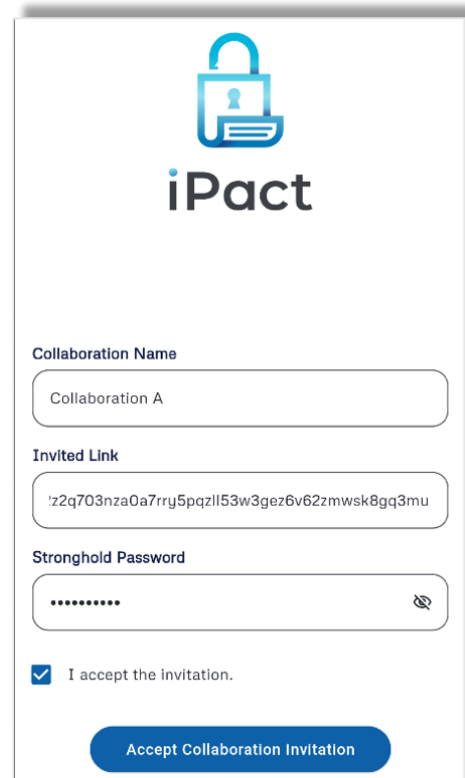 iPact
Collaboration Name
Collaboration A
Invited Link
z2q703nza0a7rry5pqzll53w3gez6v62zmwsk8gq3mu
Stronghold Password
••••••••••
I accept the invitation.
Accept Collaboration Invitation